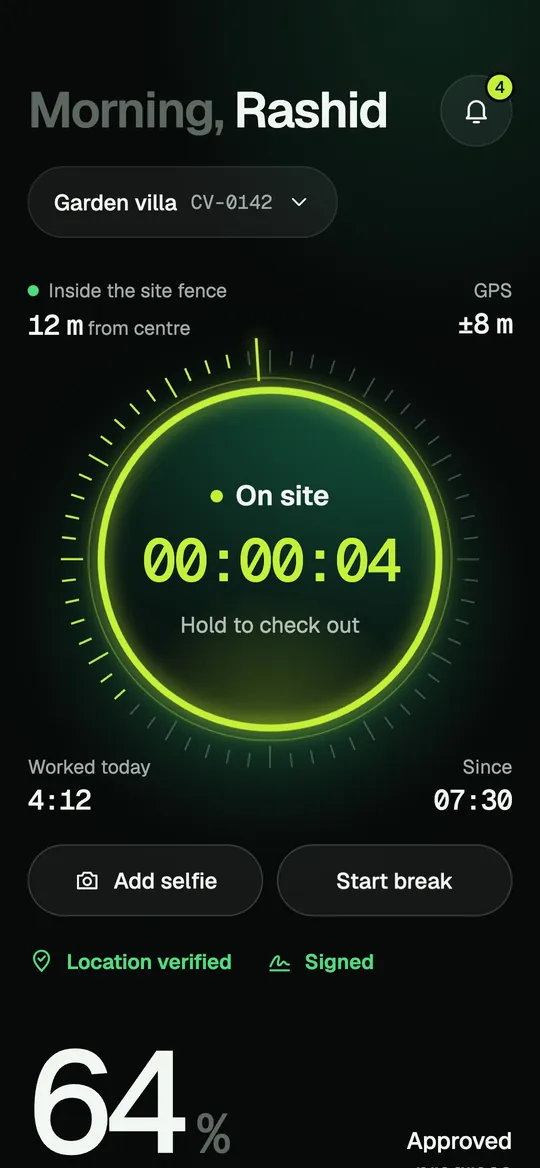 Morning, Rashid
4
Garden villa CV-0142
Inside the site fence
12 m from centre
GPS
±8 m
On site
00:00:04
Hold to check out
Worked today
4:12
Since
07:30
Add selfie
Start break
Location verified
Signed
64%
Approved